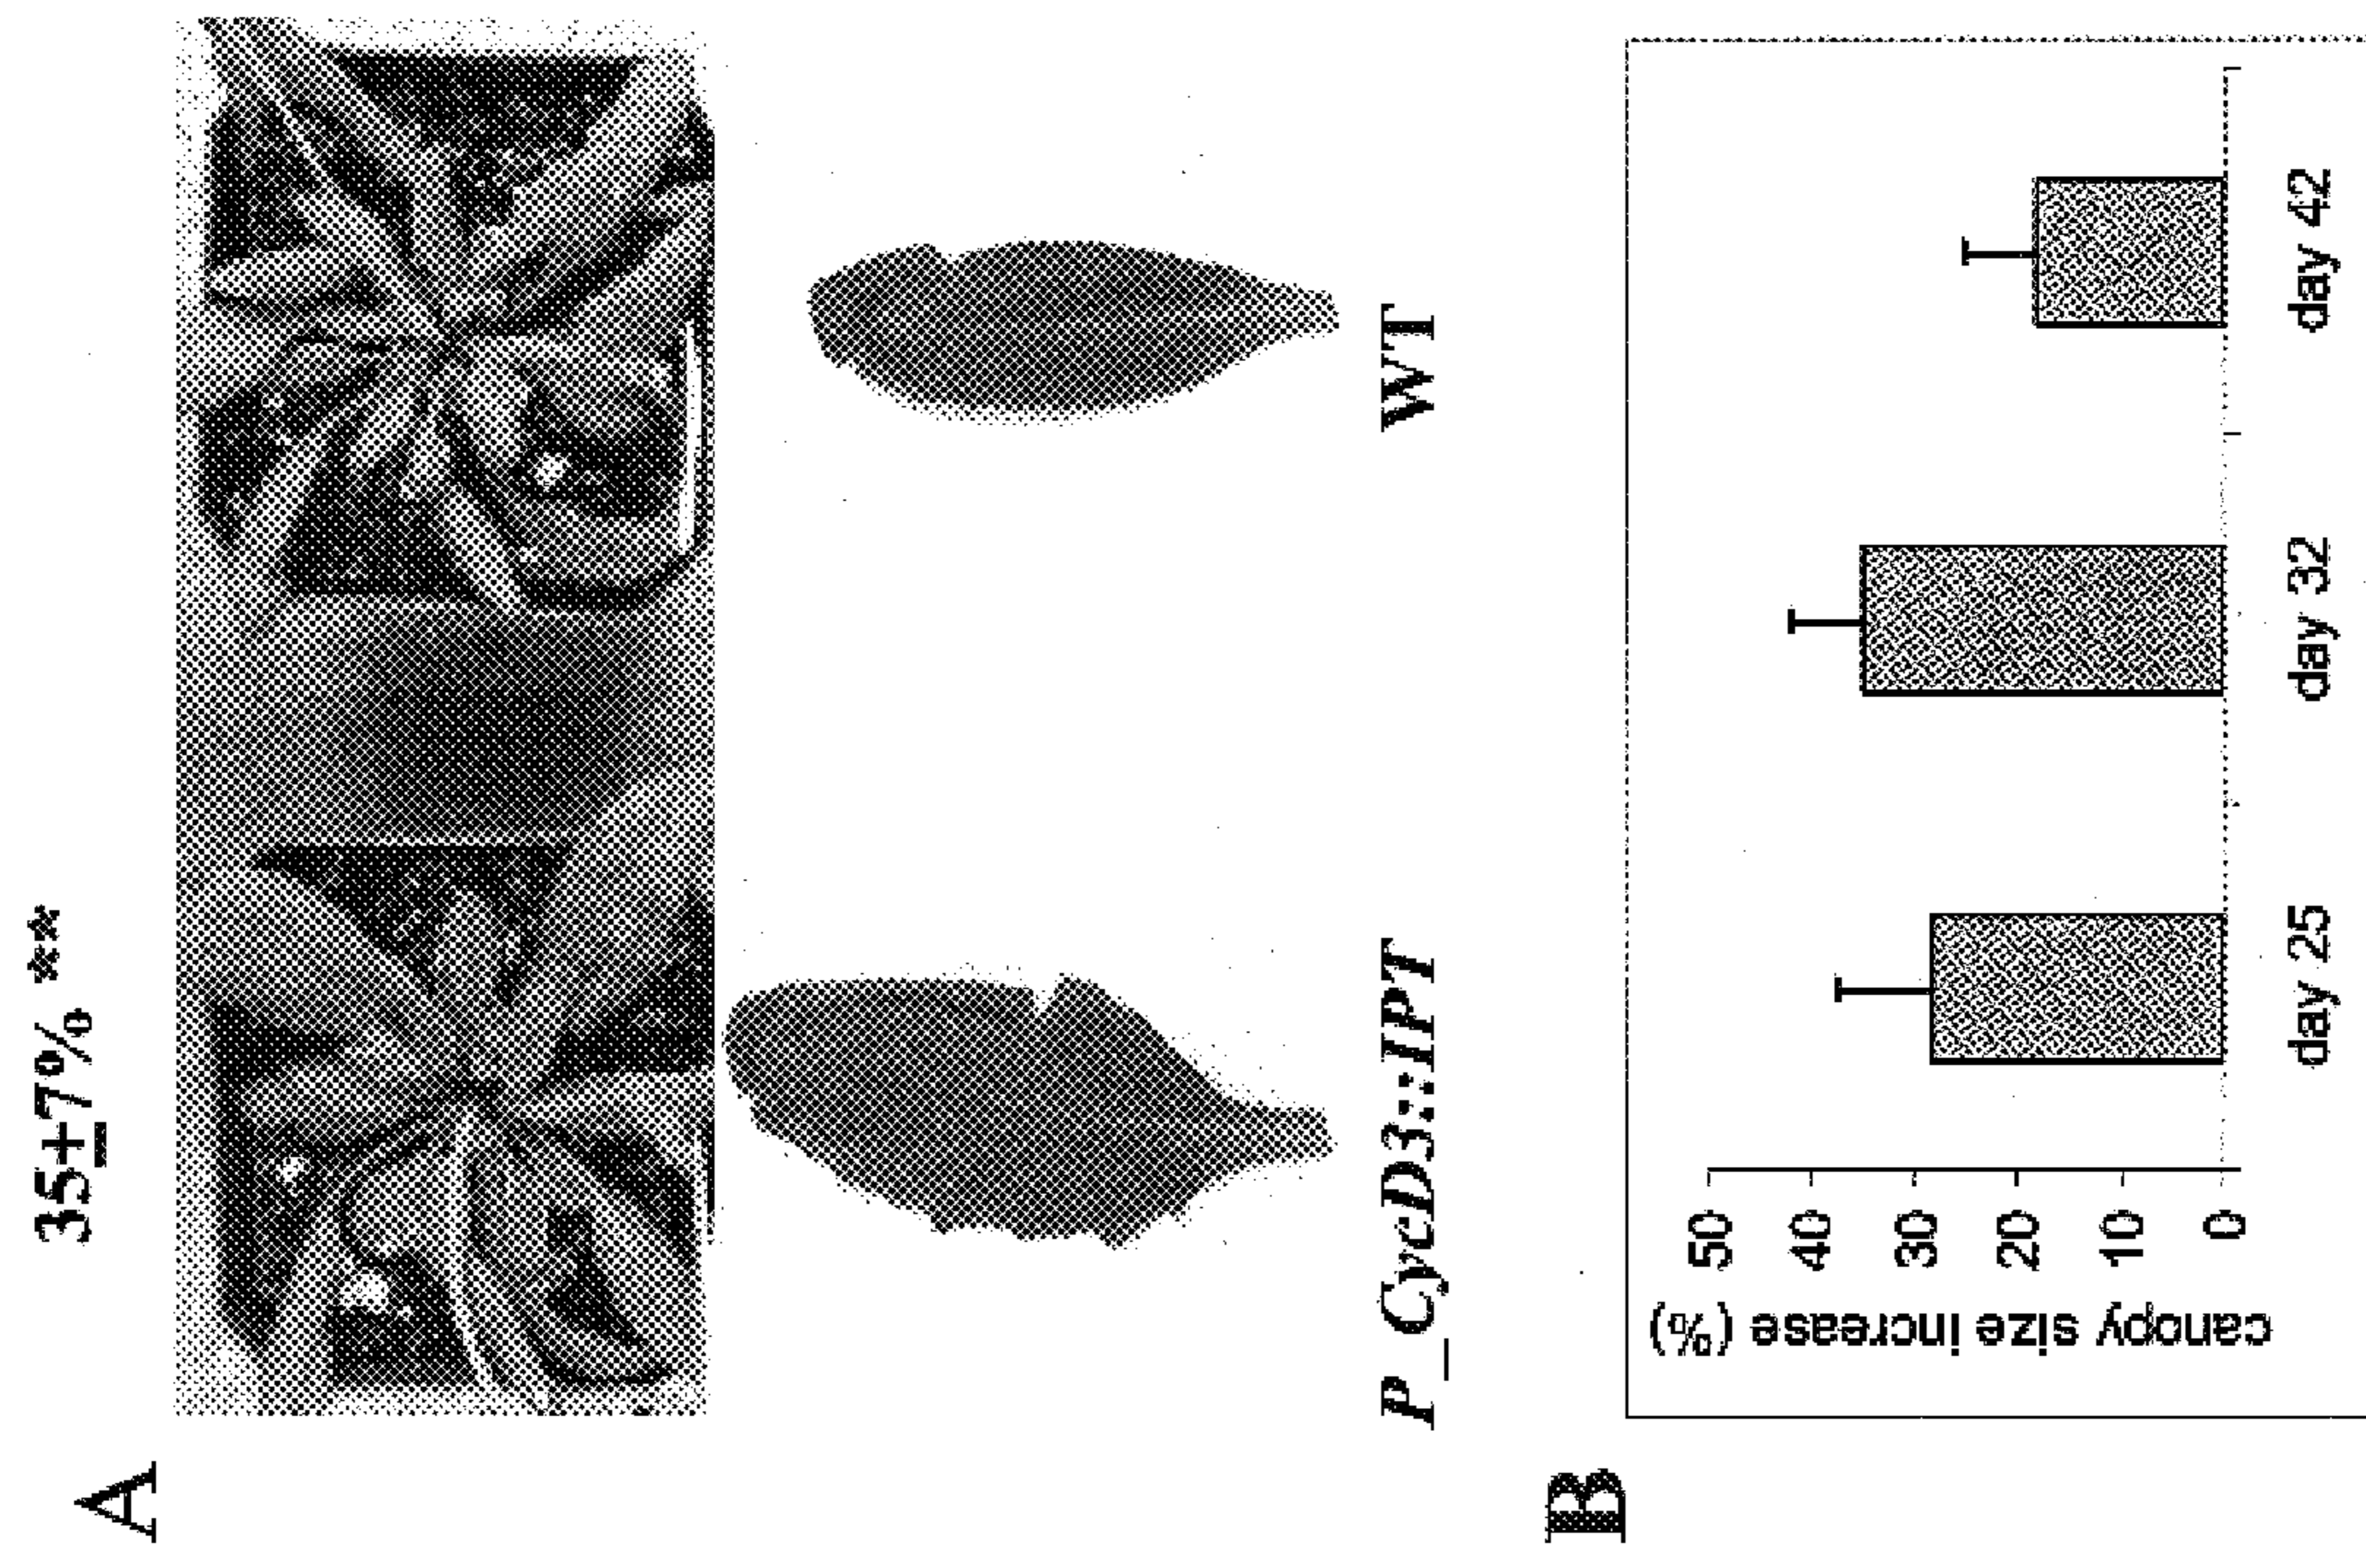 A
35±7% **
P_CycD3::IPT
WT
B
canopy size increase (%)
50
40
30
20
10
0
day 25
day 32
day 42